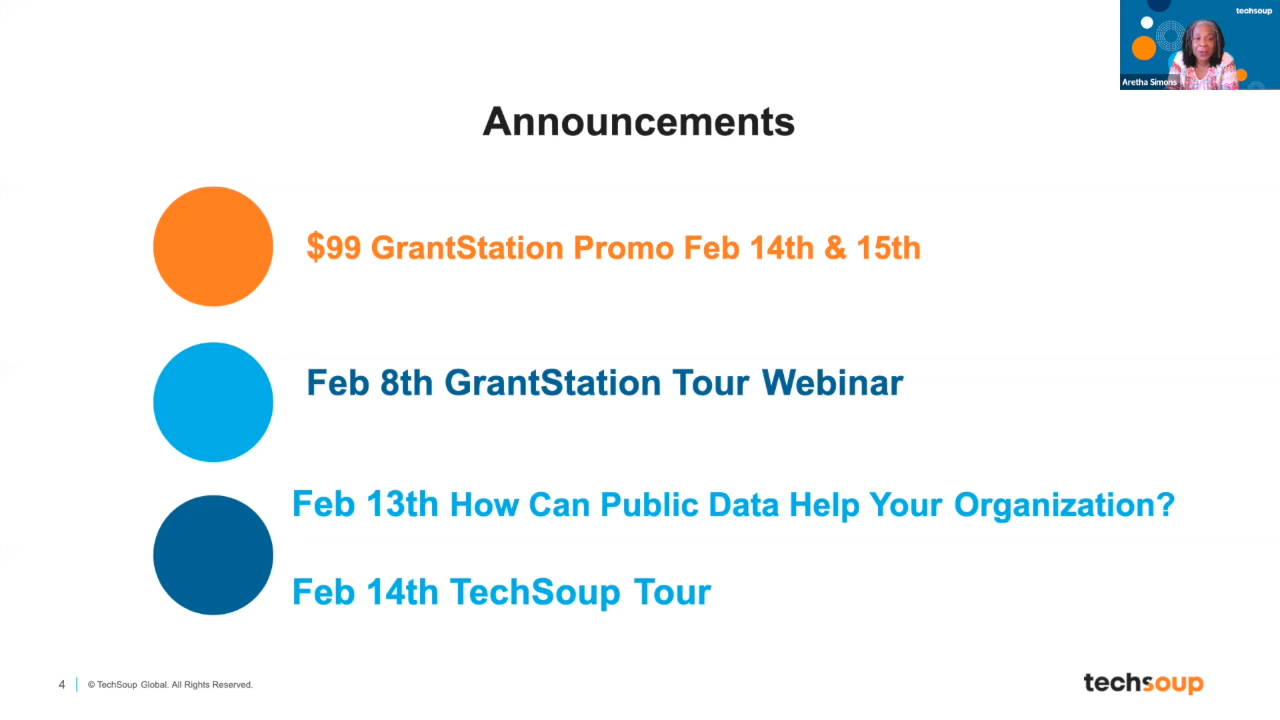 techsoup
Aretha Simons
Announcements
$99 GrantStation Promo Feb 14th & 15th
Feb 8th GrantStation Tour Webinar
Feb 13th How Can Public Data Help Your Organization?
Feb 14th TechSoup Tour
4
© TechSoup Global. All Rights Reserved.
techsoup